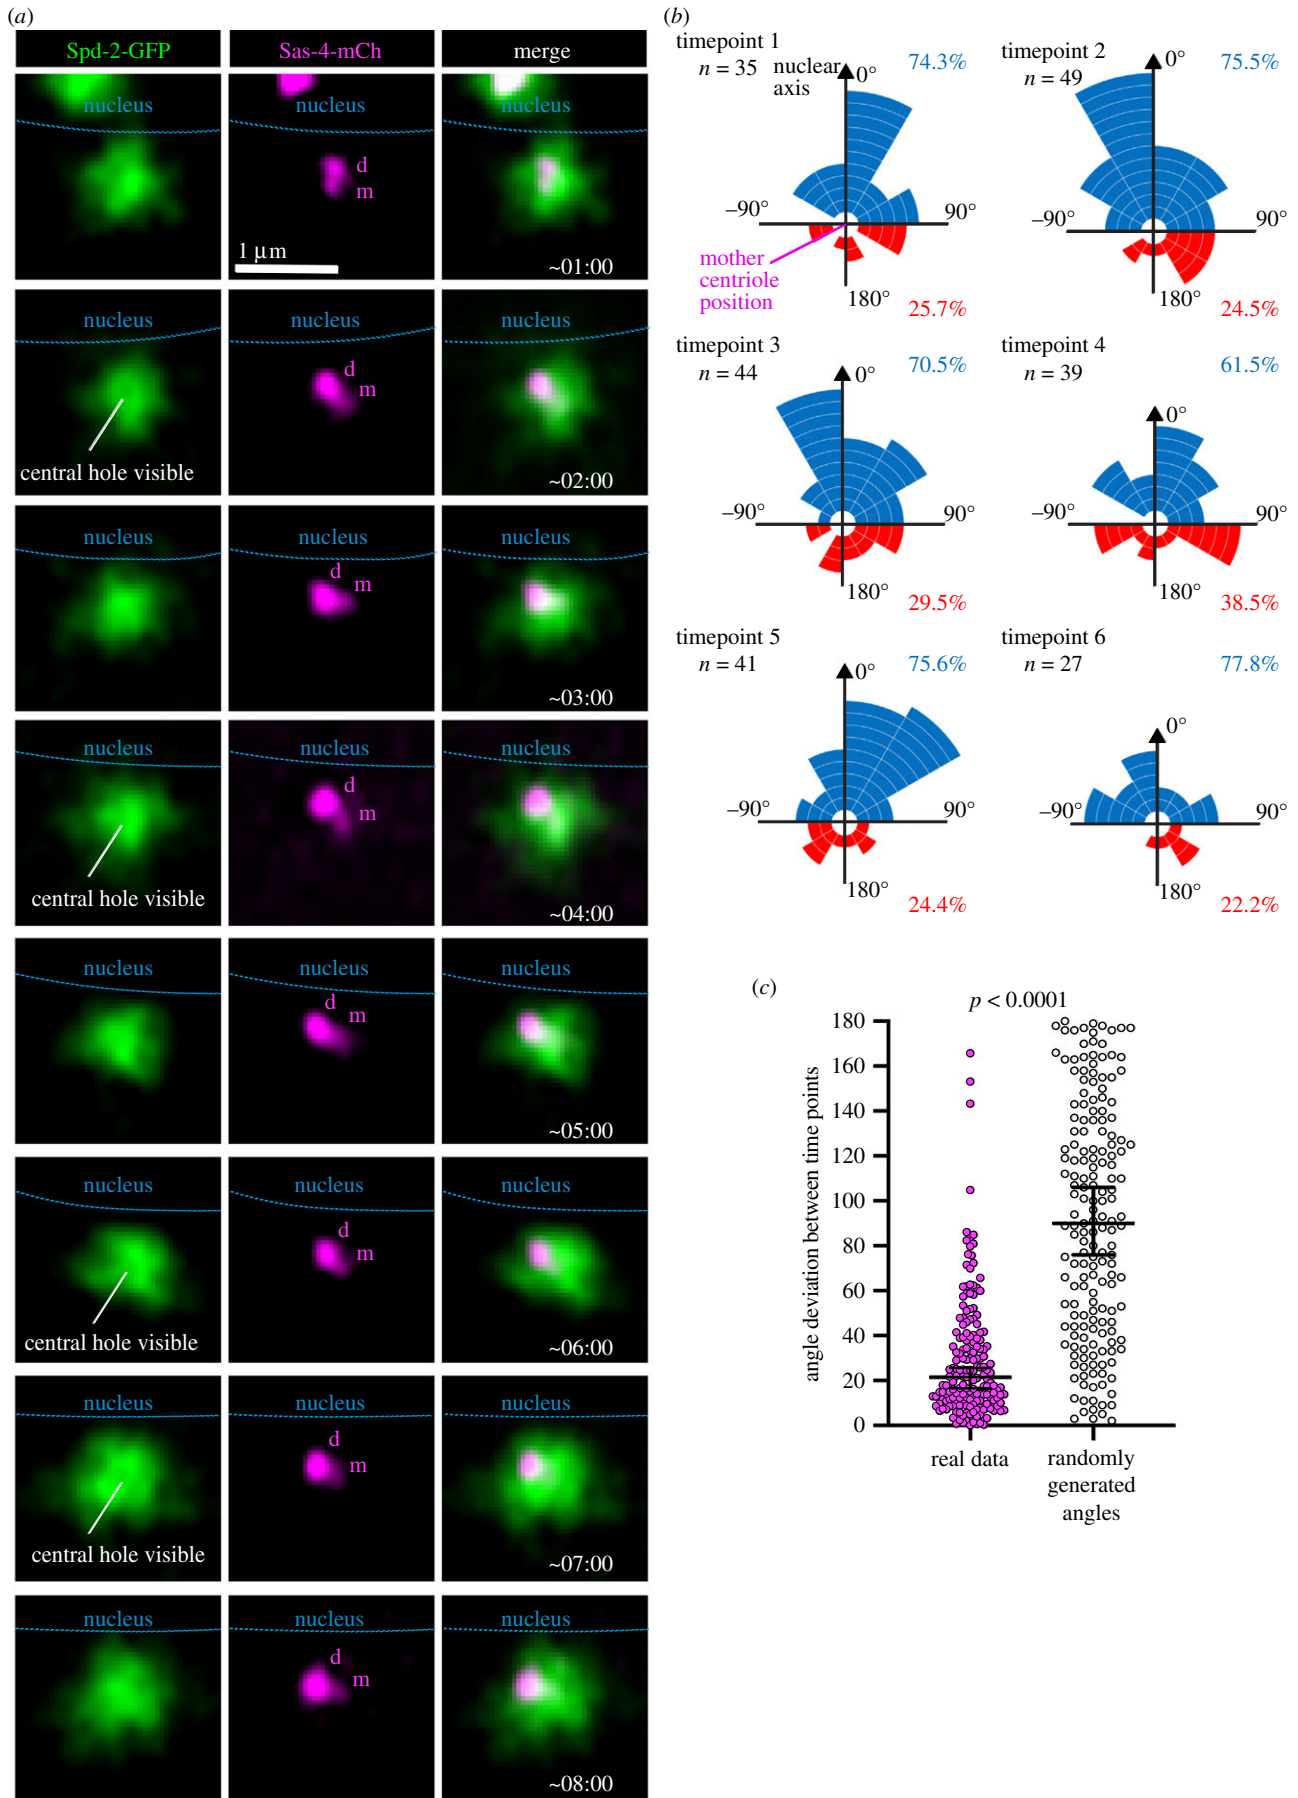 (a)
Spd-2-GFP
Sas-4-mCh
merge
nucleus
nucleus
nucleus
d
m
1 µm
~01:00
nucleus
nucleus
nucleus
d
m
central hole visible
~02:00
nucleus
nucleus
nucleus
d
m
~03:00
nucleus
nucleus
nucleus
d
m
central hole visible
~04:00
nucleus
nucleus
nucleus
d
m
~05:00
nucleus
nucleus
nucleus
d
m
central hole visible
~06:00
nucleus
nucleus
nucleus
d
m
central hole visible
~07:00
nucleus
nucleus
nucleus
d
m
~08:00
(b)
timepoint 1
n = 35
nuclear
axis
0°
74.3%
–90°
90°
mother
centriole
position
180°
25.7%
timepoint 2
n = 49
0°
75.5%
–90°
90°
180°
24.5%
timepoint 3
n = 44
0°
70.5%
–90°
90°
180°
29.5%
timepoint 4
n = 39
0°
61.5%
–90°
90°
180°
38.5%
timepoint 5
n = 41
0°
75.6%
–90°
90°
180°
24.4%
timepoint 6
n = 27
0°
77.8%
–90°
90°
180°
22.2%
(c)
p < 0.0001
angle deviation between time points
180
160
140
120
100
80
60
40
20
0
real data
randomly
generated
angles